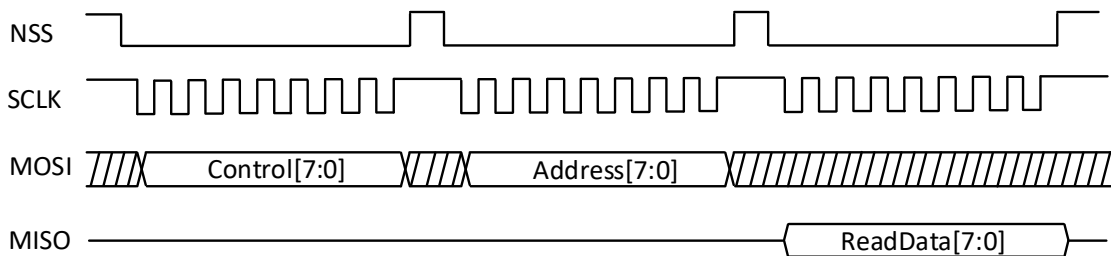 NSS
SCLK
MOSI Control[7:0] Address[7:0]
MISO ReadData[7:0]